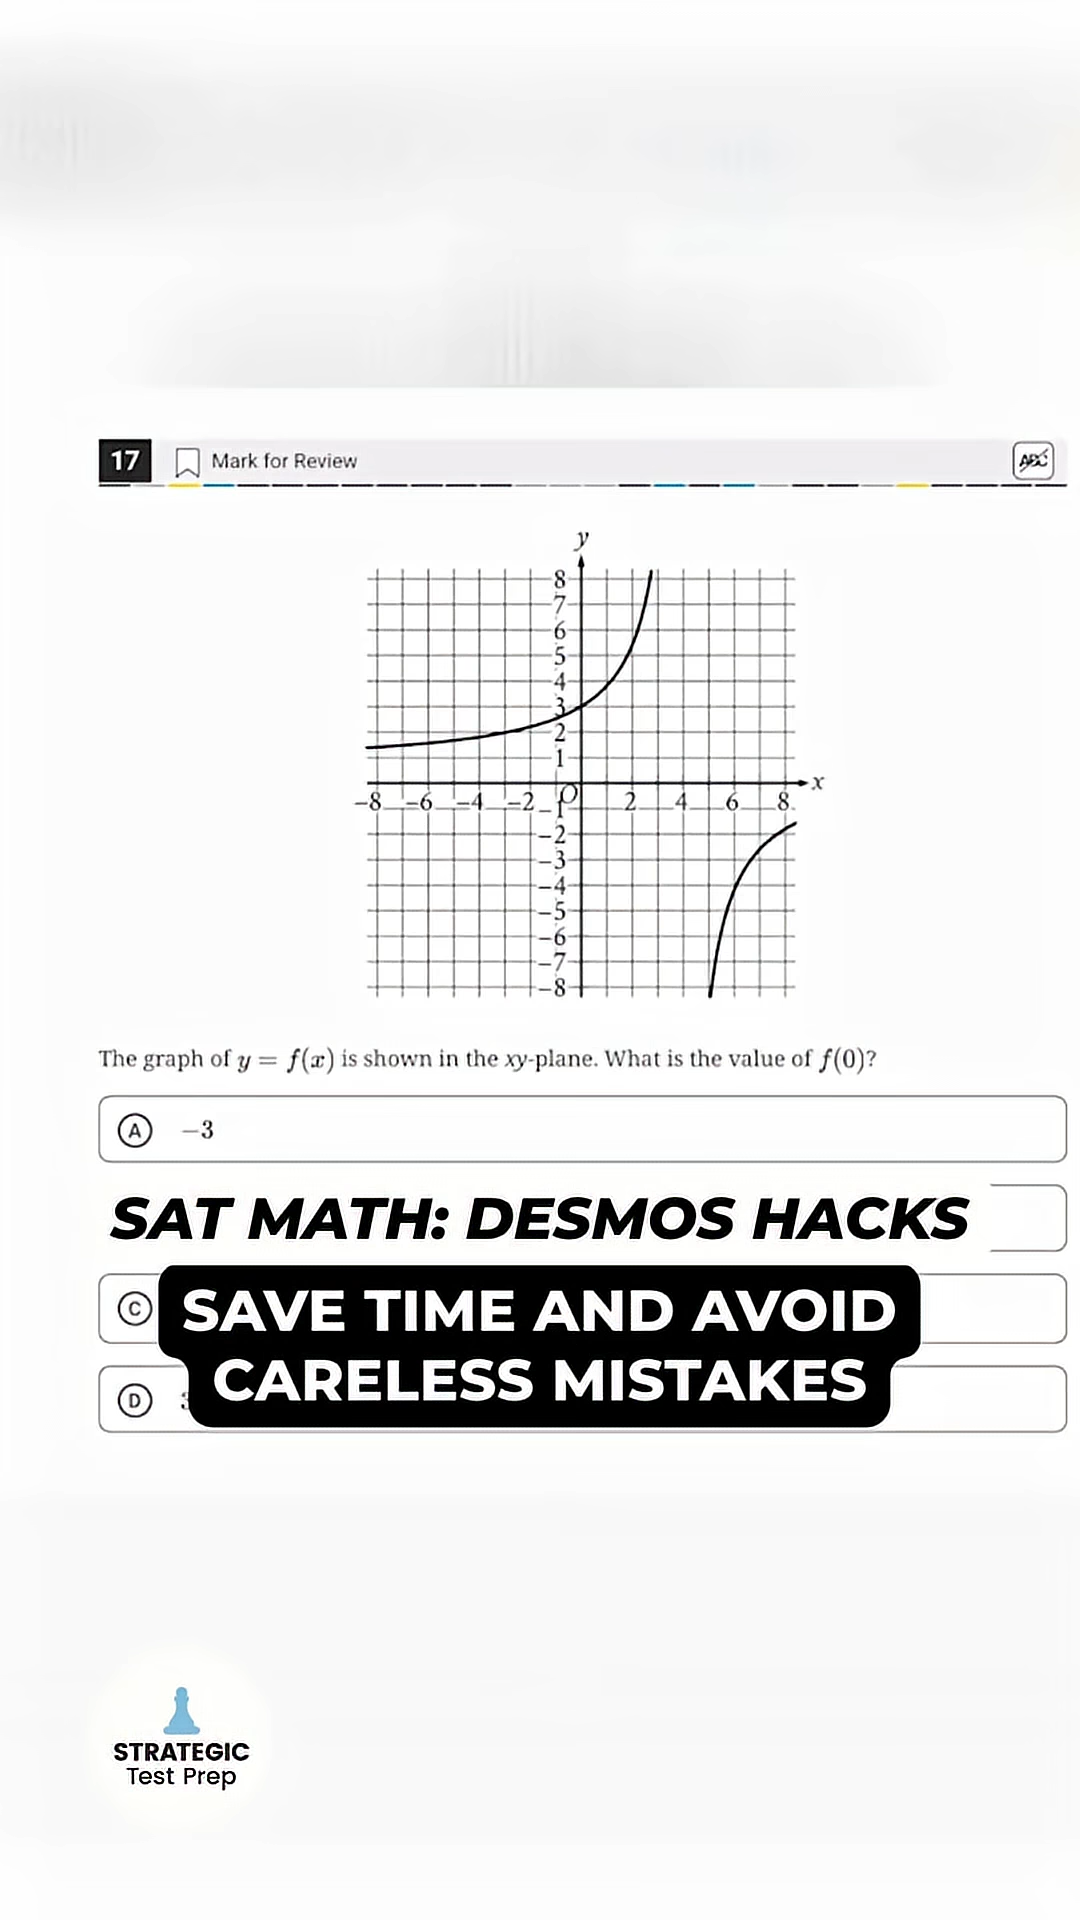 17 Mark for Review ABC
y
8
7
6
5
4
3
2
1
x
-8 -6 -4 -2 O 2 4 6 8
-1
-2
-3
-4
-5
-6
-7
-8
The graph of y = f(x) is shown in the xy-plane. What is the value of f(0)?
A -3
SAT MATH: DESMOS HACKS
C SAVE TIME AND AVOID
D CARELESS MISTAKES
STRATEGIC
Test Prep